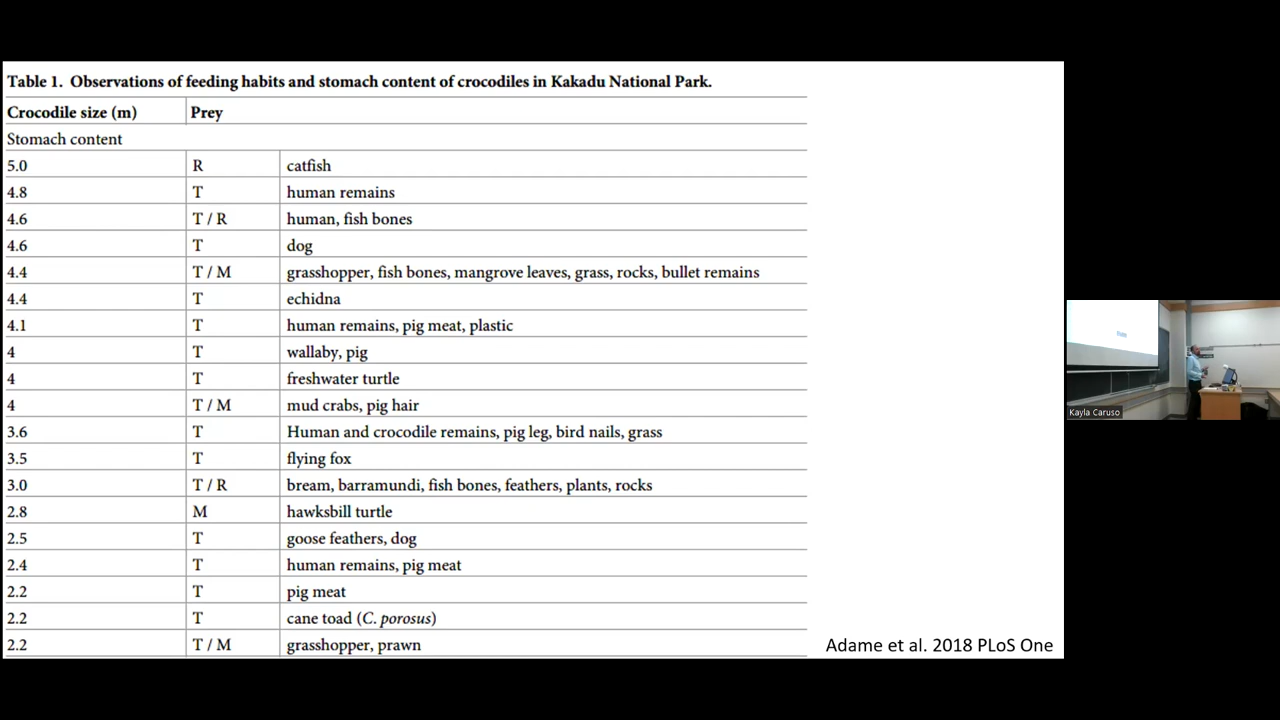 Table 1. Observations of feeding habits and stomach content of crocodiles in Kakadu National Park.
Crocodile size (m) Prey
Stomach content
5.0 R catfish
4.8 T human remains
4.6 T / R human, fish bones
4.6 T dog
4.4 T / M grasshopper, fish bones, mangrove leaves, grass, rocks, bullet remains
4.4 T echidna
4.1 T human remains, pig meat, plastic
4 T wallaby, pig
4 T freshwater turtle
4 T / M mud crabs, pig hair
3.6 T Human and crocodile remains, pig leg, bird nails, grass
3.5 T flying fox
3.0 T / R bream, barramundi, fish bones, feathers, plants, rocks
2.8 M hawksbill turtle
2.5 T goose feathers, dog
2.4 T human remains, pig meat
2.2 T pig meat
2.2 T cane toad (C. porosus)
2.2 T / M grasshopper, prawn
Adame et al. 2018 PLoS One
Kayla Caruso